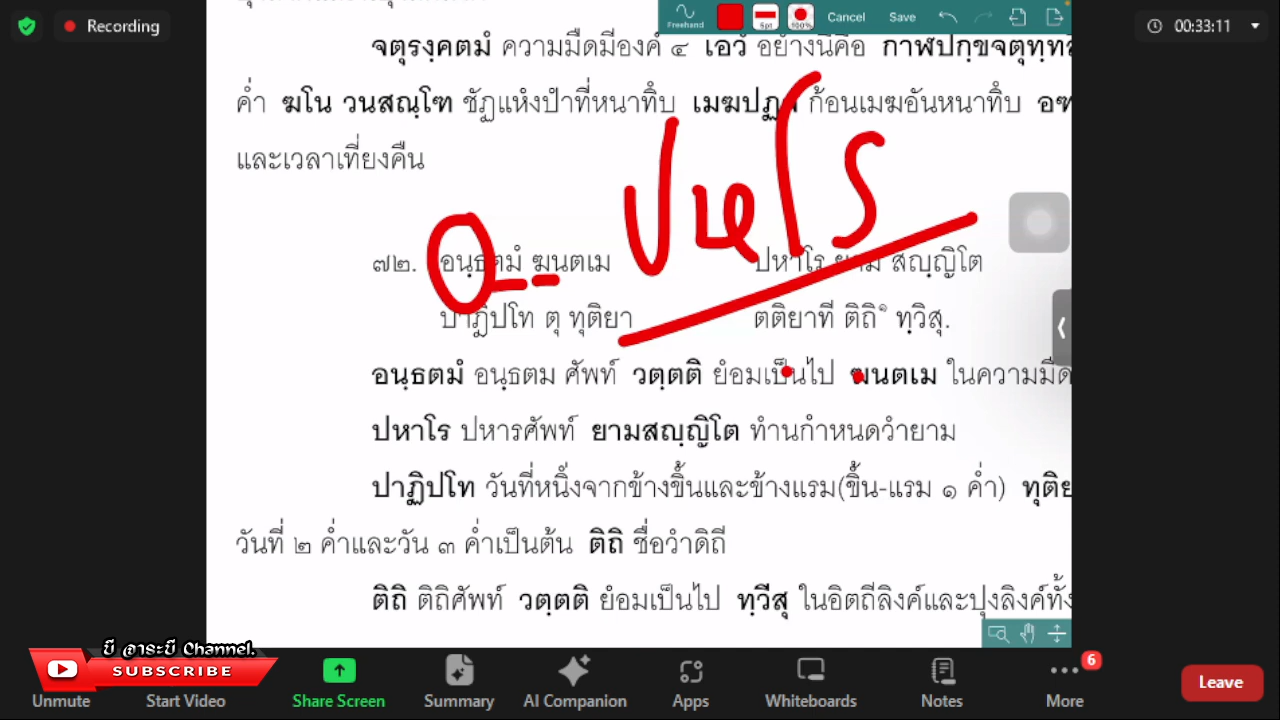 Recording
Freehand
5pt
100%
Cancel
Save
00:33:11
จตุรงฺคตมํ ความมืดมีองค์ ๔ เอวํ อย่างนี้คือ กาฬปกฺขจตุทฺท
ค่ำ ฆโน วนสณฺโฑ ชัฏแห่งป่าที่หนาทึบ เมฆปฏลํ ก้อนเมฆอันหนาทึบ
และเวลาเที่ยงคืน
ปหโร
๗๒. อนฺธตมํ ฆนตเม ปหาโร ยาม สญฺญิโต
ปาฏิปโท ตุ ทุติยา ตติยาที ติถิ ทฺวิสุ.
อนฺธตมํ อนฺธตม ศัพท์ วตฺตติ ย่อมเป็นไป ฆนตเม ในความมืด
ปหาโร ปหารศัพท์ ยามสญฺญิโต ท่านกำหนดว่ายาม
ปาฏิปโท วันที่หนึ่งจากข้างขึ้นและข้างแรม(ขึ้น-แรม ๑ ค่ำ) ทุติย
วันที่ ๒ ค่ำและวัน ๓ ค่ำเป็นต้น ติถิ ชื่อว่าดิถี
ติถิ ติถิศัพท์ วตฺตติ ย่อมเป็นไป ทฺวีสุ ในอิตถีลิงค์และปุงลิงค์ทั้ง
บี อาระบี Channel.
SUBSCRIBE
Unmute
Start Video
Share Screen
Summary
AI Companion
Apps
Whiteboards
Notes
6
More
Leave